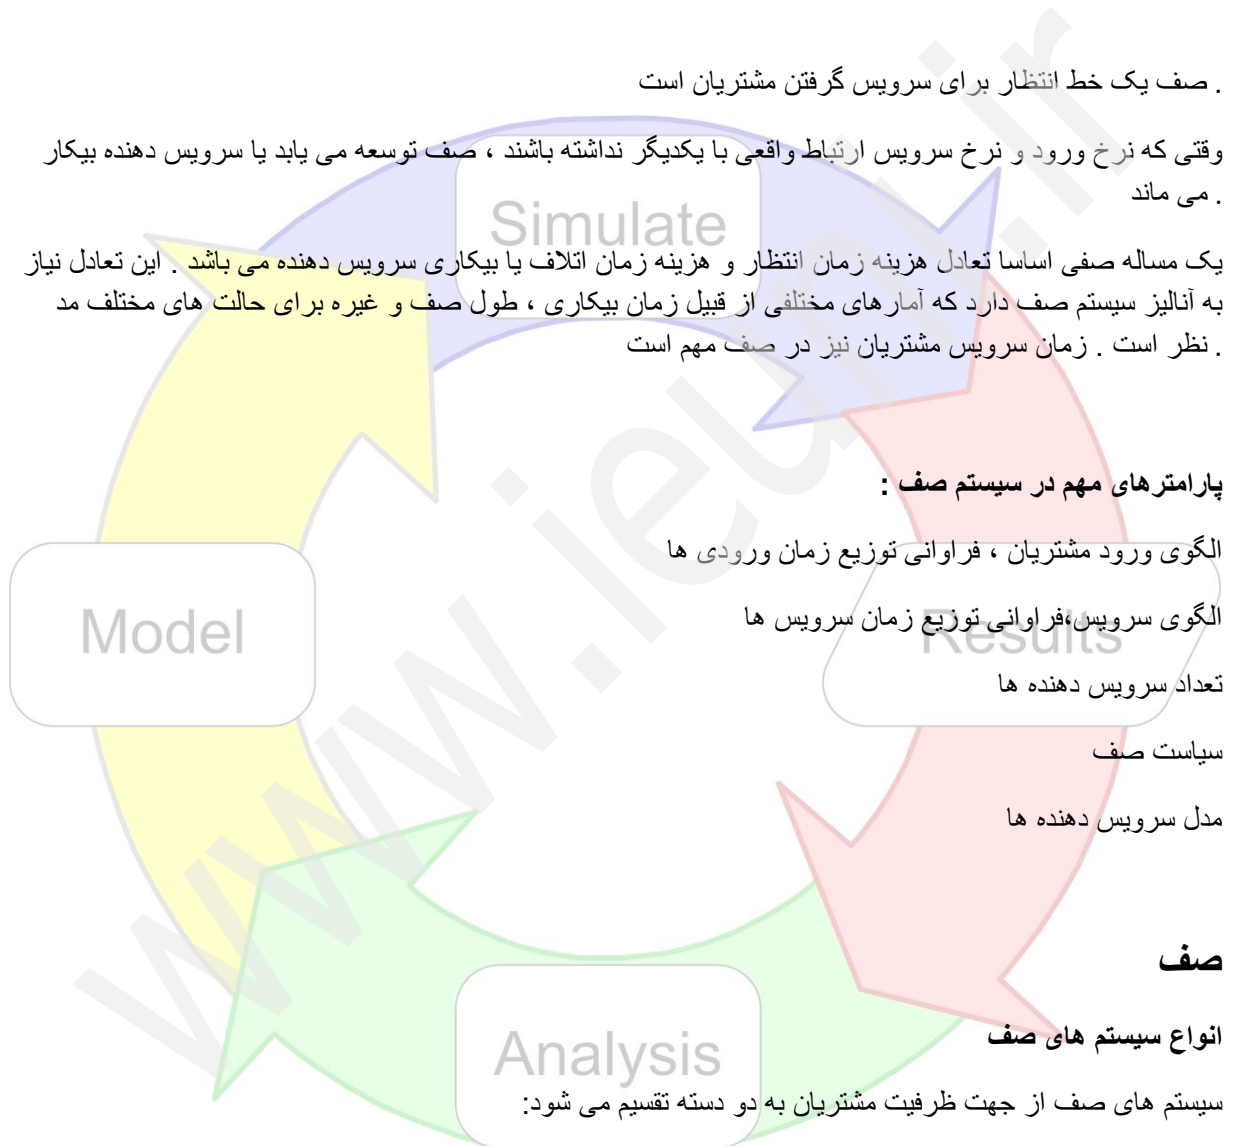 صف یک خط انتظار برای سرویس گرفتن مشتریان است .
وقتی که نرخ ورود و نرخ سرویس ارتباط واقعی با یکدیگر نداشته باشند ، صف توسعه می یابد یا سرویس دهنده بیکار
می ماند .
یک مساله صفی اساسا تعادل هزینه زمان انتظار و هزینه زمان اتلاف یا بیکاری سرویس دهنده می باشد . این تعادل نیاز
به آنالیز سیستم صف دارد که آمارهای مختلفی از قبیل زمان بیکاری ، طول صف و غیره برای حالت های مختلف مد
نظر است . زمان سرویس مشتریان نیز در صف مهم است .
پارامترهای مهم در سیستم صف :
الگوی ورود مشتریان ، فراوانی توزیع زمان ورودی ها
الگوی سرویس،فراوانی توزیع زمان سرویس ها
تعداد سرویس دهنده ها
سیاست صف
مدل سرویس دهنده ها
صف
انواع سیستم های صف
سیستم های صف از جهت ظرفیت مشتریان به دو دسته تقسیم می شود:
Simulate
Model
Results
Analysis
www.ieun.ir